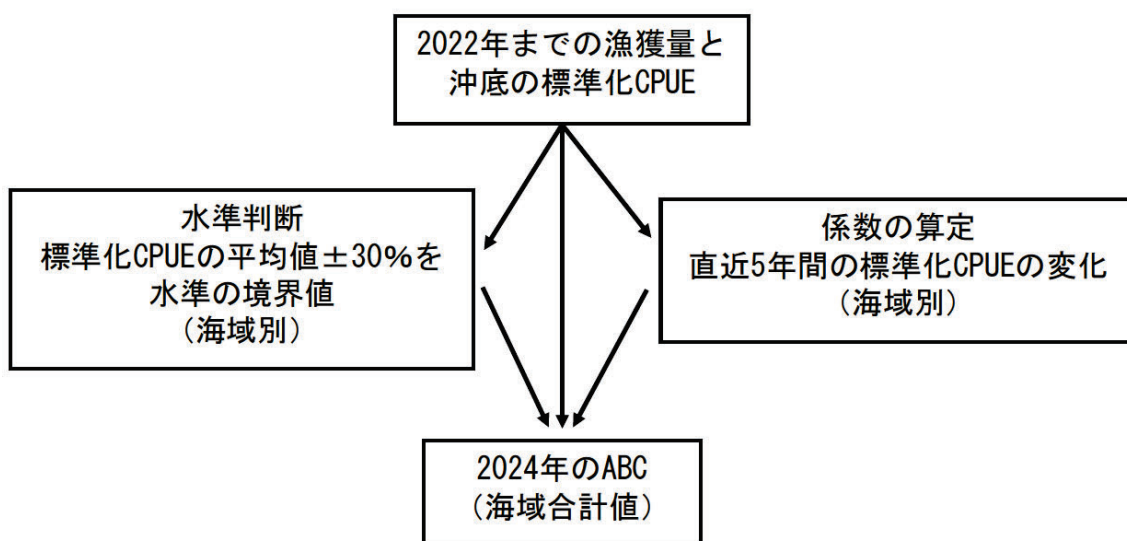 2022年までの漁獲量と
沖底の標準化CPUE
水準判断
標準化CPUEの平均値±30%を
水準の境界値
(海域別)
係数の算定
直近5年間の標準化CPUEの変化
(海域別)
2024年のABC
(海域合計値)